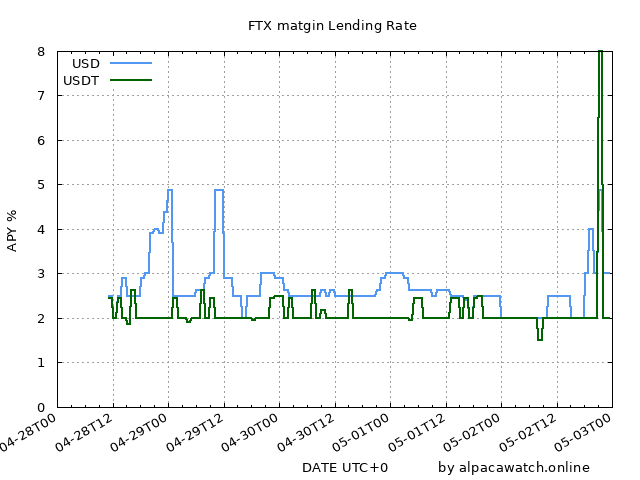 FTX matgin Lending Rate
USD
USDT
APY %
8
7
6
5
4
3
2
1
0
04-28T00
04-28T12
04-29T00
04-29T12
04-30T00
04-30T12
05-01T00
05-01T12
05-02T00
05-02T12
05-03T00
DATE UTC+0
by alpacawatch.online